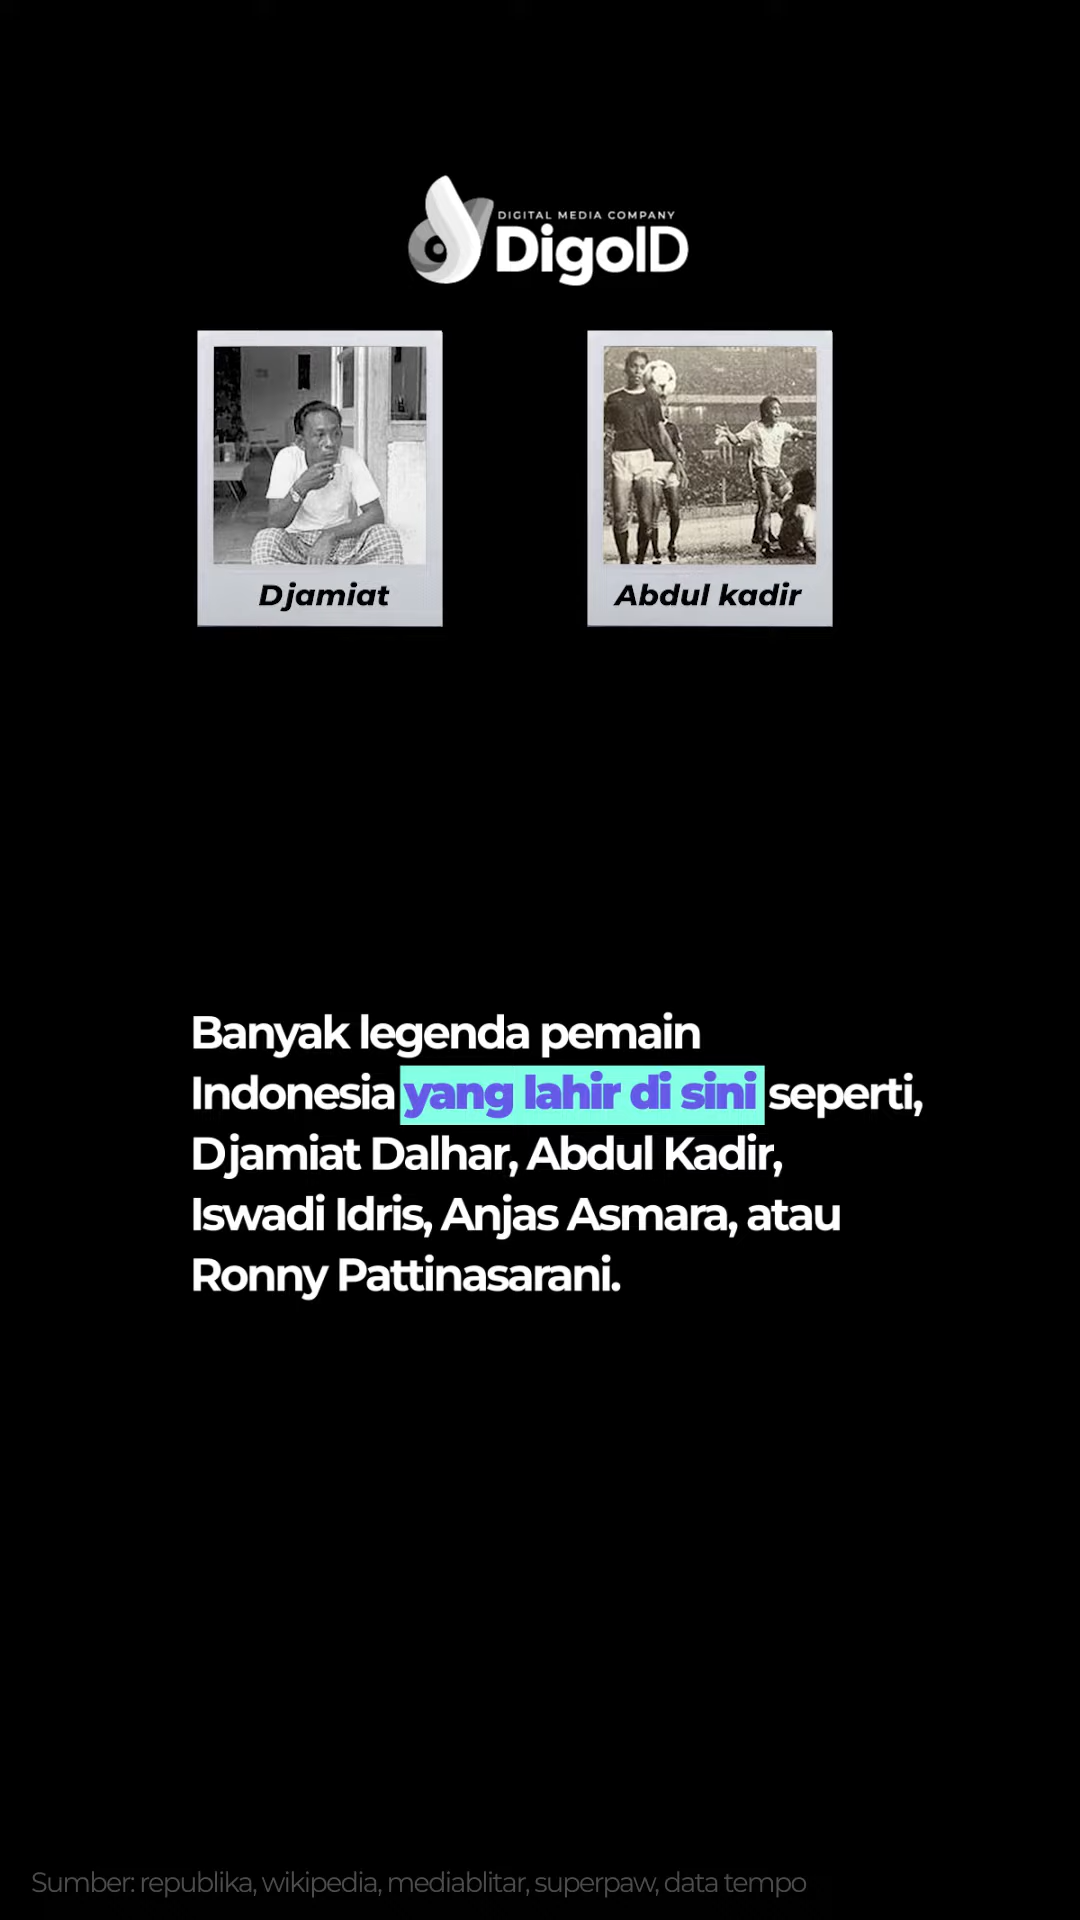 DIGITAL MEDIA COMPANY
DigoID
Djamiat
Abdul kadir
Banyak legenda pemain
Indonesia yang lahir di sini seperti,
Djamiat Dalhar, Abdul Kadir,
Iswadi Idris, Anjas Asmara, atau
Ronny Pattinasarani.
Sumber: republika, wikipedia, mediablitar, superpaw, data tempo